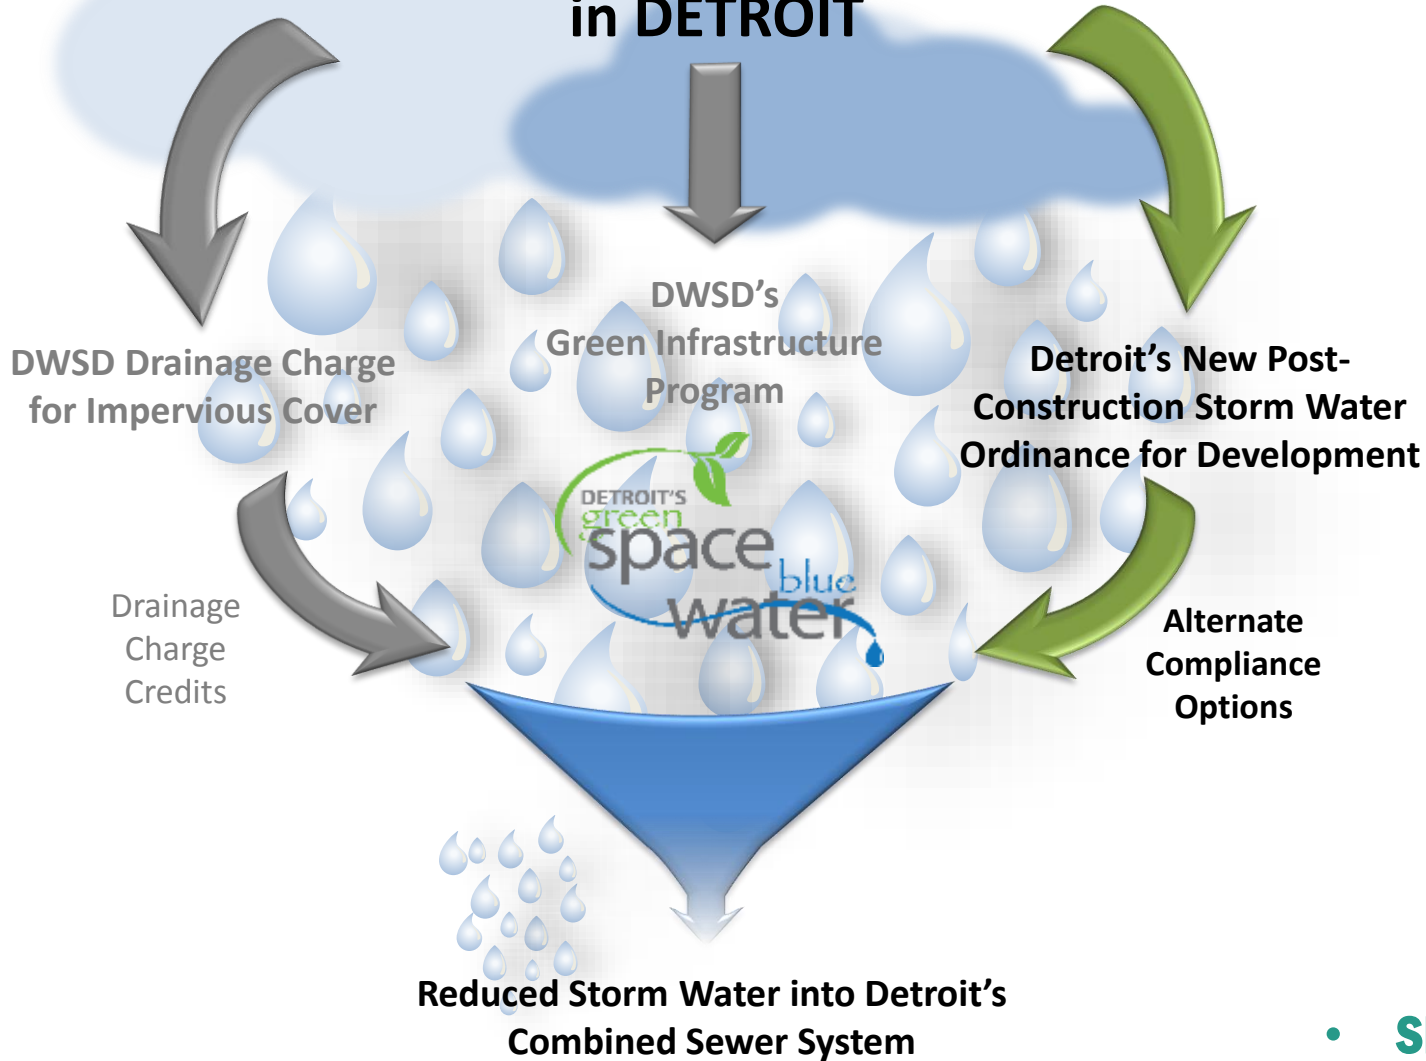 in DETROIT
DWSD Drainage Charge
for Impervious Cover
DWSD's
Green Infrastructure
Program
Detroit's New Post-
Construction Storm Water
Ordinance for Development
DETROIT'S
green
space
blue
water
Drainage
Charge
Credits
Alternate
Compliance
Options
Reduced Storm Water into Detroit's
Combined Sewer System
• S